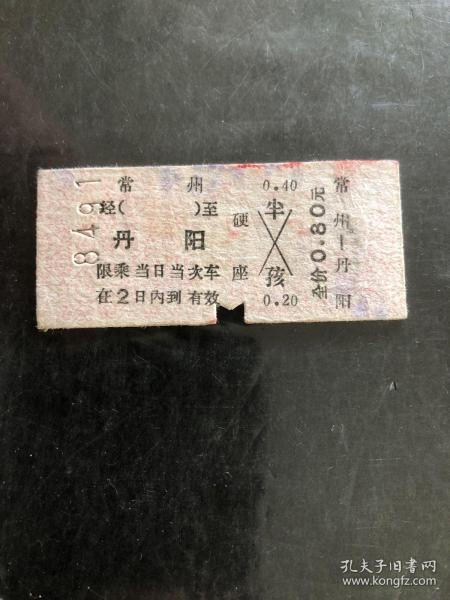 8491
常 州
经( )至
丹 阳
限乘当日当次车
在2日内到有效
硬座
0.40
半
孩
0.20
全价0.80元
常州—丹阳
孔夫子旧书网
www.kongfz.com